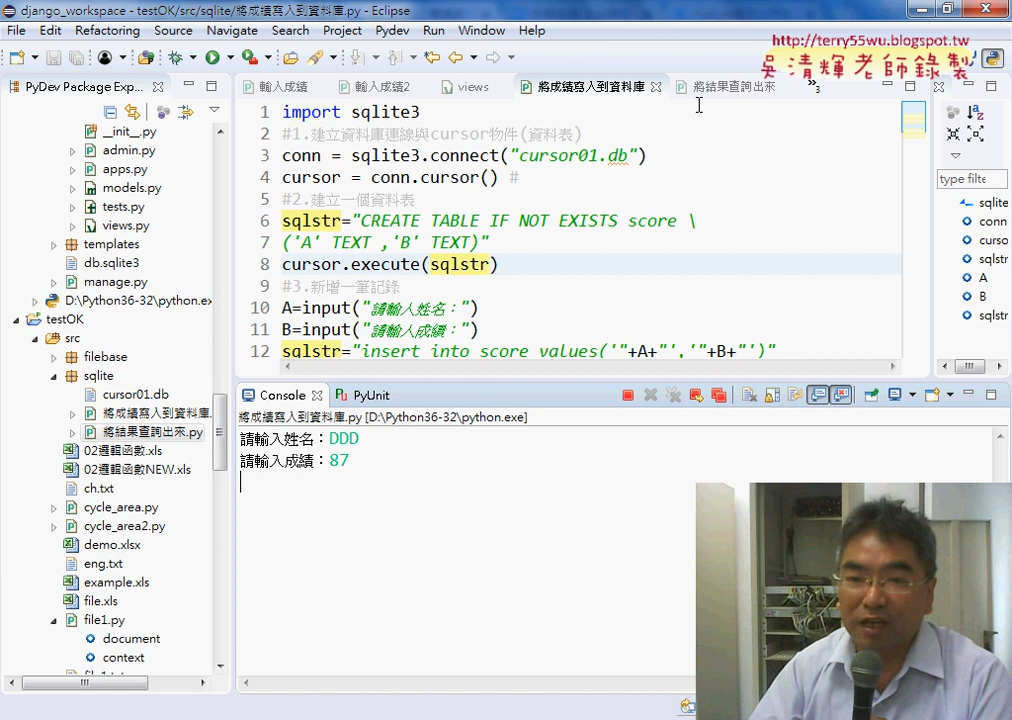 django_workspace - testOK/src/sqlite/將成績寫入到資料庫.py - Eclipse
File Edit Refactoring Source Navigate Search Project Pydev Run Window Help
http://terry55wu.blogspot.tw
吳清輝老師錄製
PyDev Package Exp...
輸入成績
輸入成績2
views
將成績寫入到資料庫
將結果查詢出來
3
__init__.py
admin.py
apps.py
models.py
tests.py
views.py
templates
db.sqlite3
manage.py
D:\Python36-32\python.ex
testOK
src
filebase
sqlite
cursor01.db
將成績寫入到資料庫.
將結果查詢出來.py
02邏輯函數.xls
02邏輯函數NEW.xls
ch.txt
cycle_area.py
cycle_area2.py
demo.xlsx
eng.txt
example.xls
file.xls
file1.py
document
context
1 import sqlite3
2 #1.建立資料庫連線與cursor物件(資料表)
3 conn = sqlite3.connect("cursor01.db")
4 cursor = conn.cursor() #
5 #2.建立一個資料表
6 sqlstr="CREATE TABLE IF NOT EXISTS score \
7 ('A' TEXT ,'B' TEXT)"
8 cursor.execute(sqlstr)
9 #3.新增一筆記錄
10 A=input("請輸入姓名：")
11 B=input("請輸入成績：")
12 sqlstr="insert into score values('"+A+"','"+B+"')"
type filte
sqlite
conn
curso
sqlstr
A
B
sqlstr
Console
PyUnit
將成績寫入到資料庫.py [D:\Python36-32\python.exe]
請輸入姓名：DDD
請輸入成績：87